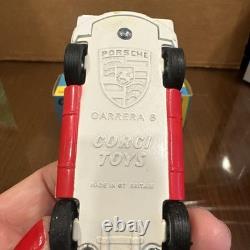 PORSCHE
CARRERA 6
CORGI
TOYS
MADE IN GT. BRITAIN